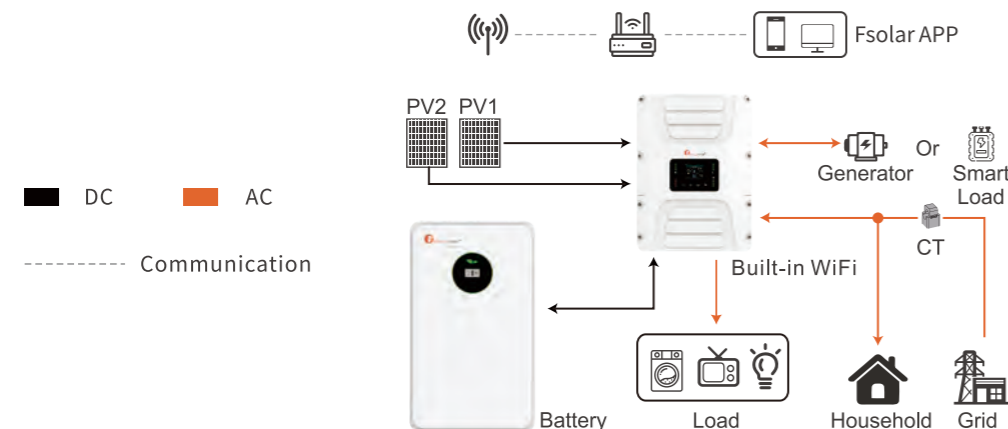 Fsolar APP
PV2 PV1
Generator
Or
Smart
Load
DC
AC
CT
Communication
Built-in WiFi
Battery
Load
Household
Grid